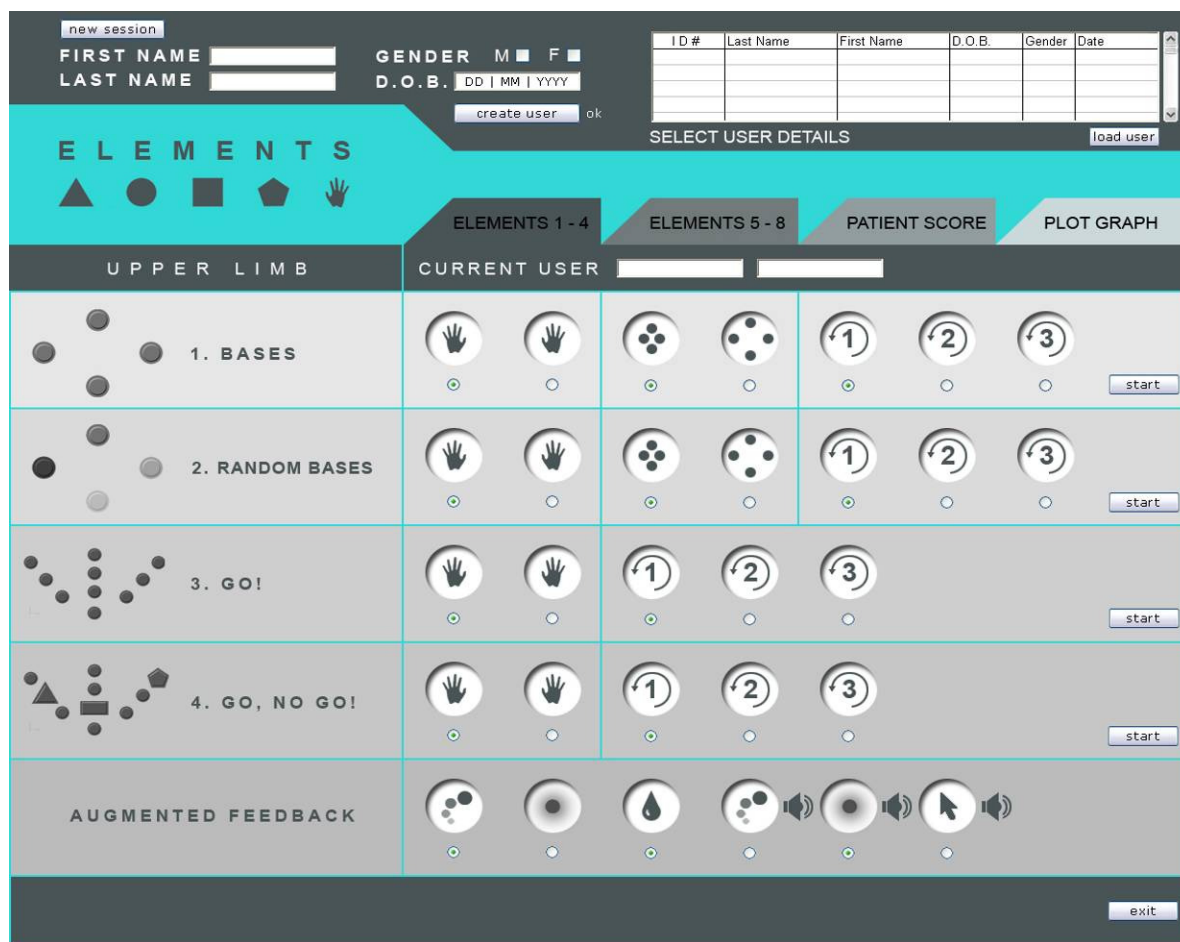 new session
FIRST NAME
LAST NAME
GENDER M F
D.O.B. DD | MM | YYYY
create user ok
ID# Last Name First Name D.O.B. Gender Date
SELECT USER DETAILS
load user
ELEMENTS
ELEMENTS 1 - 4
ELEMENTS 5 - 8
PATIENT SCORE
PLOT GRAPH
UPPER LIMB
CURRENT USER
1. BASES
1 2 3
start
2. RANDOM BASES
1 2 3
start
3. GO!
1 2 3
start
4. GO, NO GO!
1 2 3
start
AUGMENTED FEEDBACK
exit